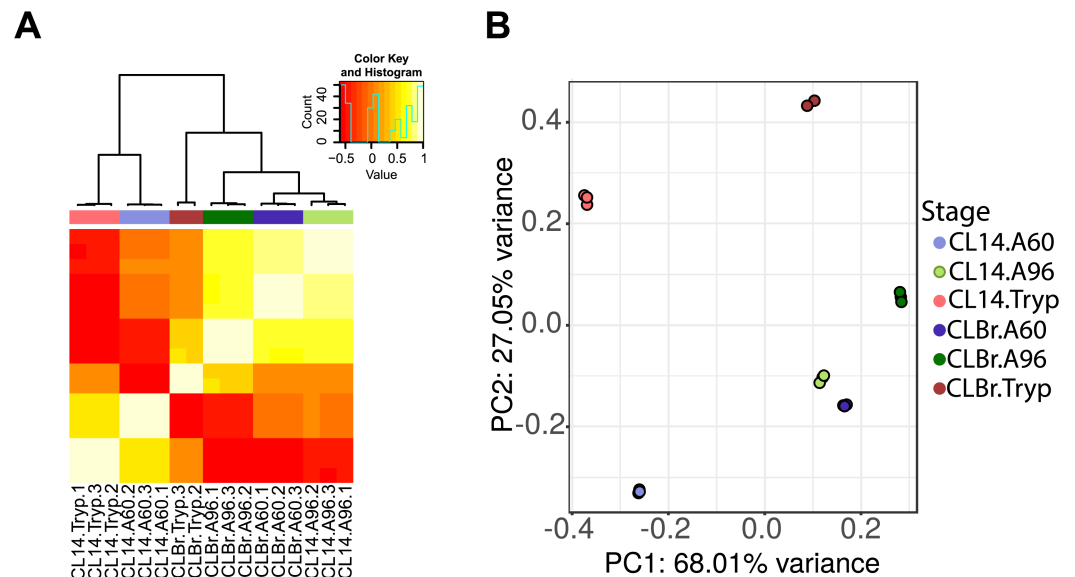 A
Color Key
and Histogram
Count
0 20 40
−0.5 0 0.5 1
Value
CL14.Tryp.1
CL14.Tryp.3
CL14.Tryp.2
CL14.A60.2
CL14.A60.3
CL14.A60.1
CLBr.Tryp.3
CLBr.Tryp.2
CLBr.A96.1
CLBr.A96.3
CLBr.A96.2
CLBr.A60.1
CLBr.A60.2
CLBr.A60.3
CL14.A96.2
CL14.A96.3
CL14.A96.1
B
PC2: 27.05% variance
0.4
0.2
0.0
-0.2
-0.4 -0.2 0.0 0.2
PC1: 68.01% variance
Stage
CL14.A60
CL14.A96
CL14.Tryp
CLBr.A60
CLBr.A96
CLBr.Tryp